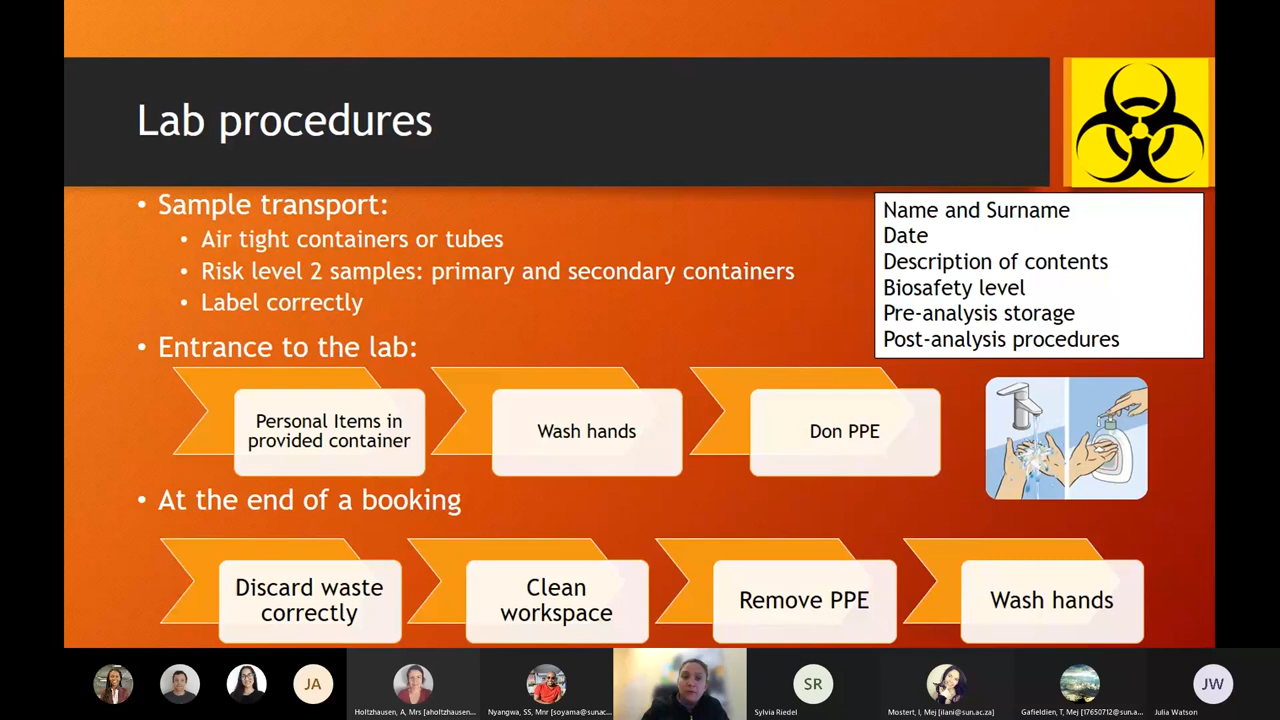 Lab procedures
• Sample transport:
• Air tight containers or tubes
• Risk level 2 samples: primary and secondary containers
• Label correctly
Name and Surname
Date
Description of contents
Biosafety level
Pre-analysis storage
Post-analysis procedures
• Entrance to the lab:
Personal Items in
provided container
Wash hands
Don PPE
• At the end of a booking
Discard waste
correctly
Clean
workspace
Remove PPE
Wash hands
JA
SR
JW
Holtzhausen, A, Mrs [aholtzhausen...
Nyangwa, SS, Mnr [soyama@sunac...
Sylvia Riedel
Mostert, I, Mej [ilani@sun.ac.za]
Gafieldien, T, Mej [17650712@sun.a...
Julia Watson